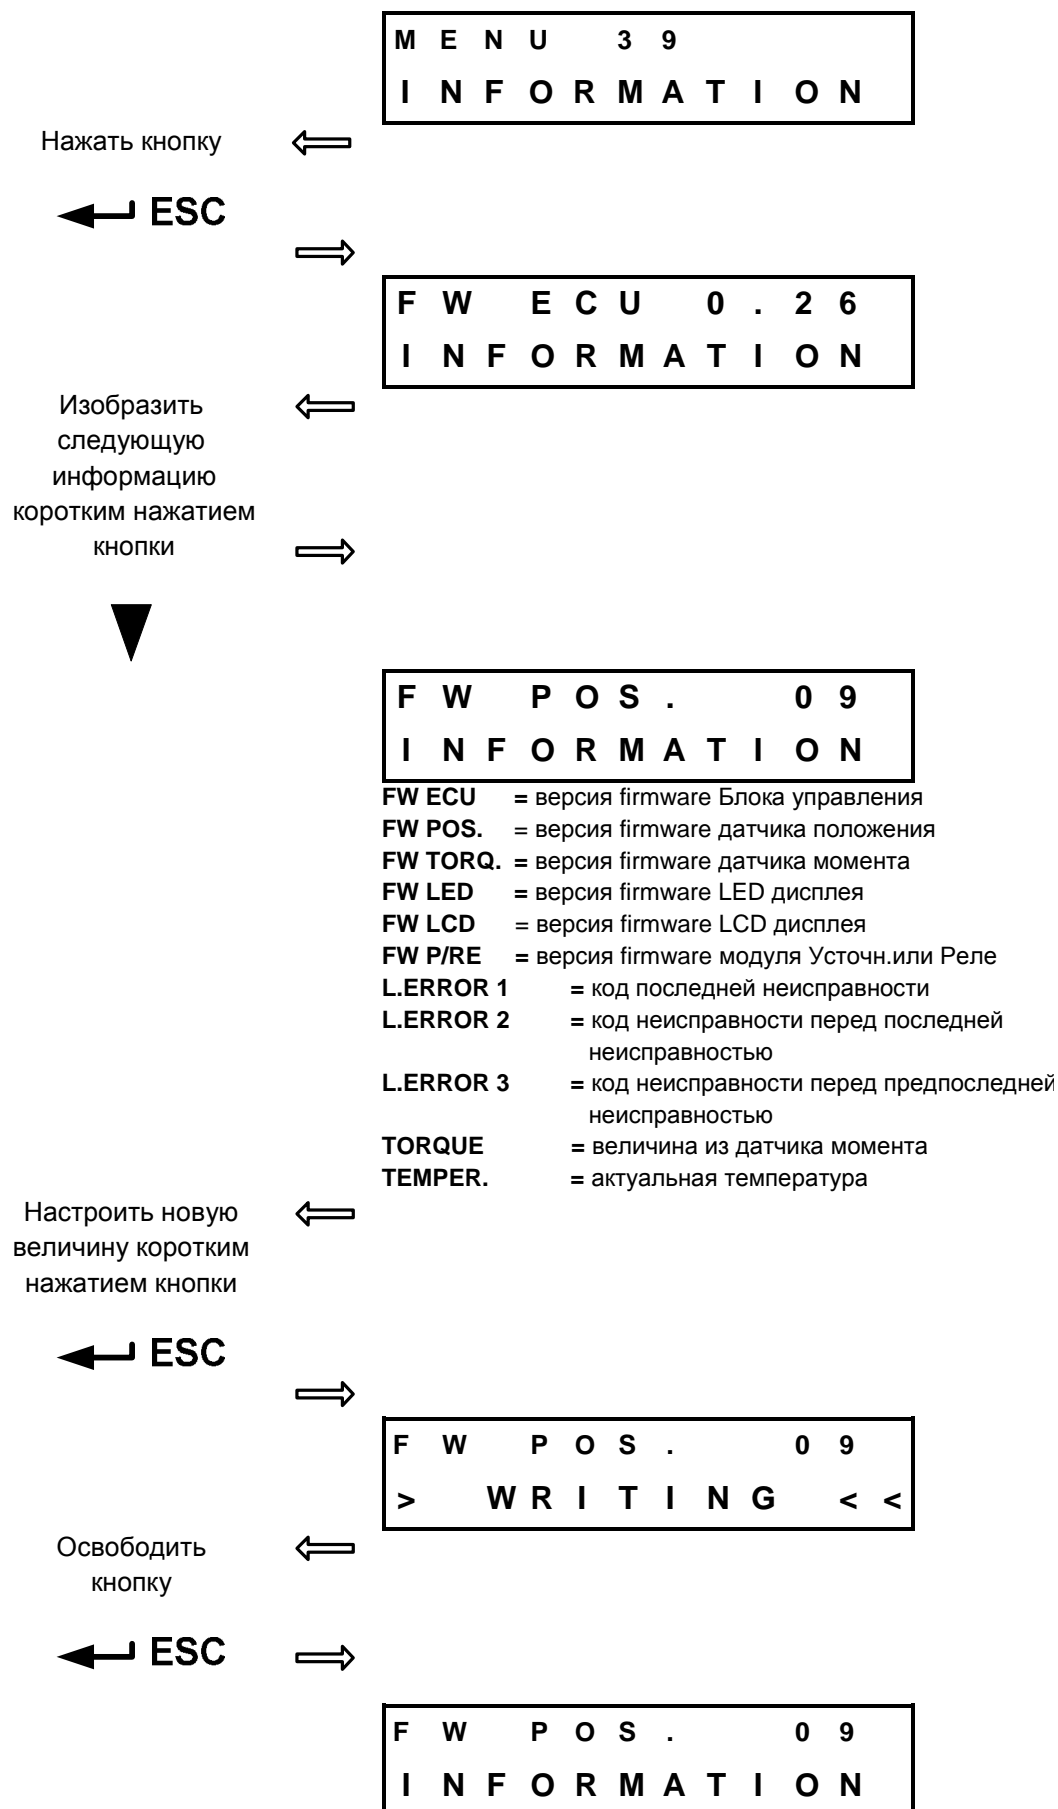 MENU 39
INFORMATION
Нажать кнопку
ESC
FW ECU 0.26
INFORMATION
Изобразить
следующую
информацию
коротким нажатием
кнопки
FW POS. 09
INFORMATION
FW ECU = версия firmware Блока управления
FW POS. = версия firmware датчика положения
FW TORQ. = версия firmware датчика момента
FW LED = версия firmware LED дисплея
FW LCD = версия firmware LCD дисплея
FW P/RE = версия firmware модуля Усточн.или Реле
L.ERROR 1 = код последней неисправности
L.ERROR 2 = код неисправности перед последней
неисправностью
L.ERROR 3 = код неисправности перед предпоследней
неисправностью
TORQUE = величина из датчика момента
TEMPER. = актуальная температура
Настроить новую
величину коротким
нажатием кнопки
ESC
FW POS. 09
> WRITING <<
Освободить
кнопку
ESC
FW POS. 09
INFORMATION